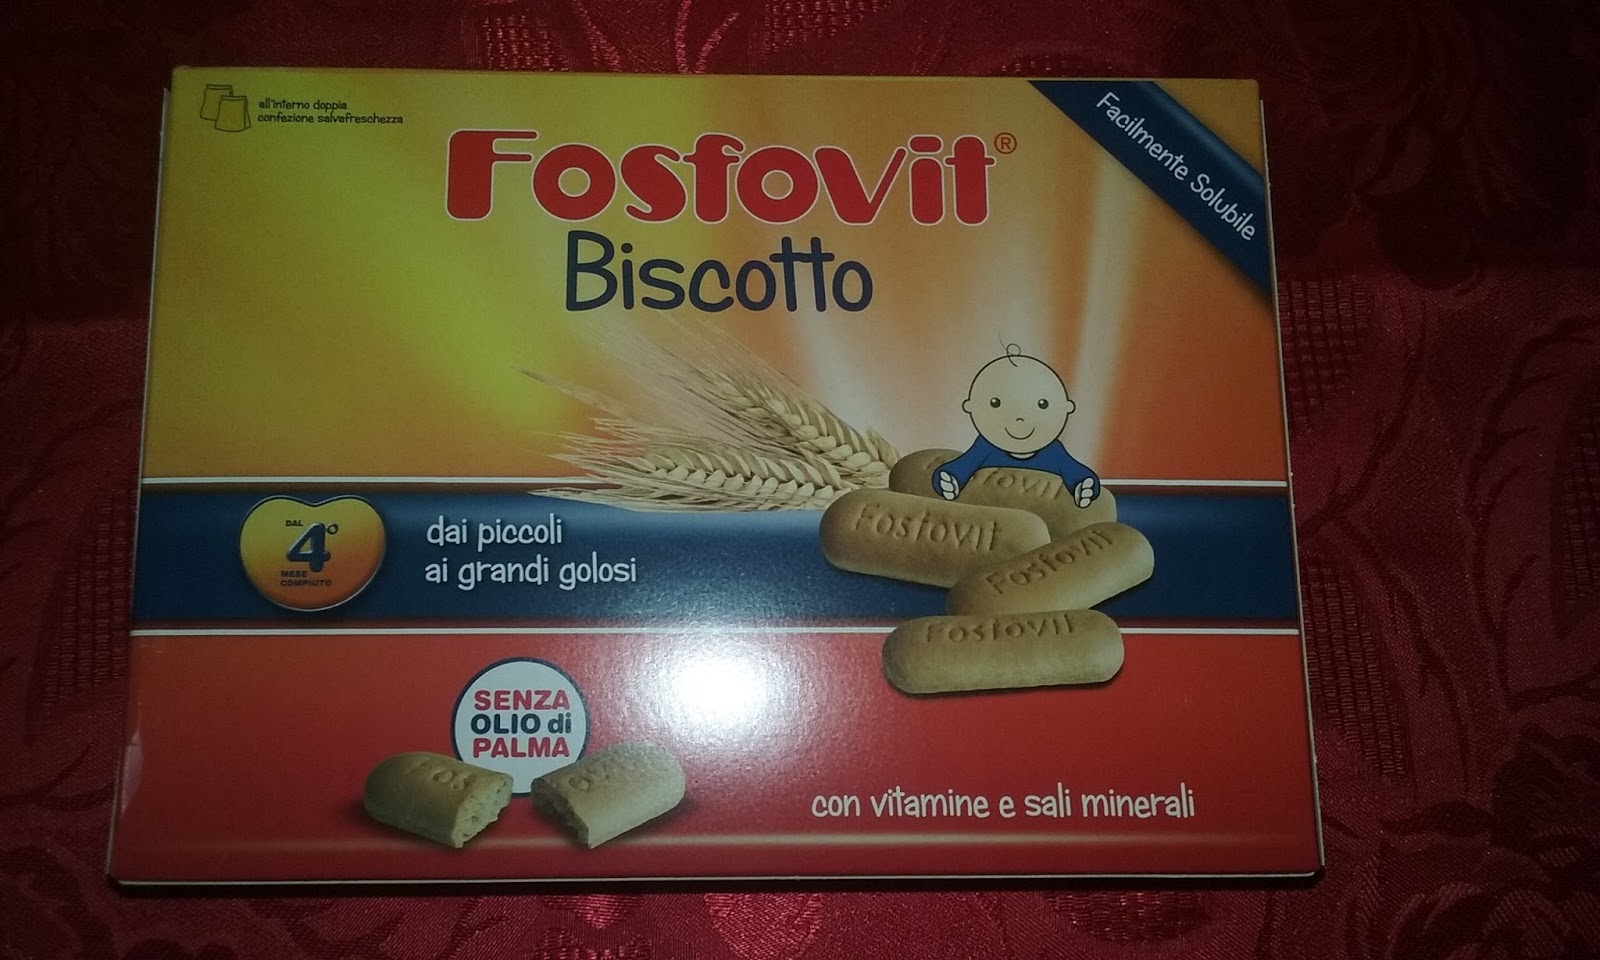 all'interno doppia
confezione salvafreschezza
Fosfovit®
Biscotto
Facilmente Solubile
DAL
4°
MESE
COMPIUTO
dai piccoli
ai grandi golosi
Fosfovit
Fosfovit
Fosfovit
SENZA
OLIO di
PALMA
FOS
con vitamine e sali minerali